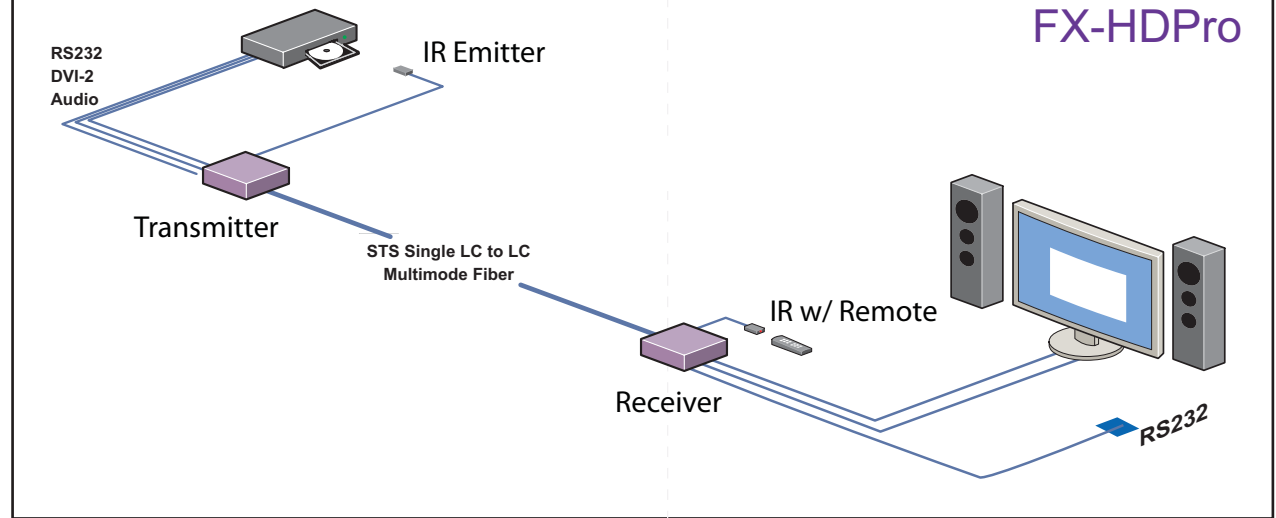 FX-HDPro
RS232
DVI-2
Audio
IR Emitter
Transmitter
STS Single LC to LC
Multimode Fiber
IR w/ Remote
Receiver
RS232